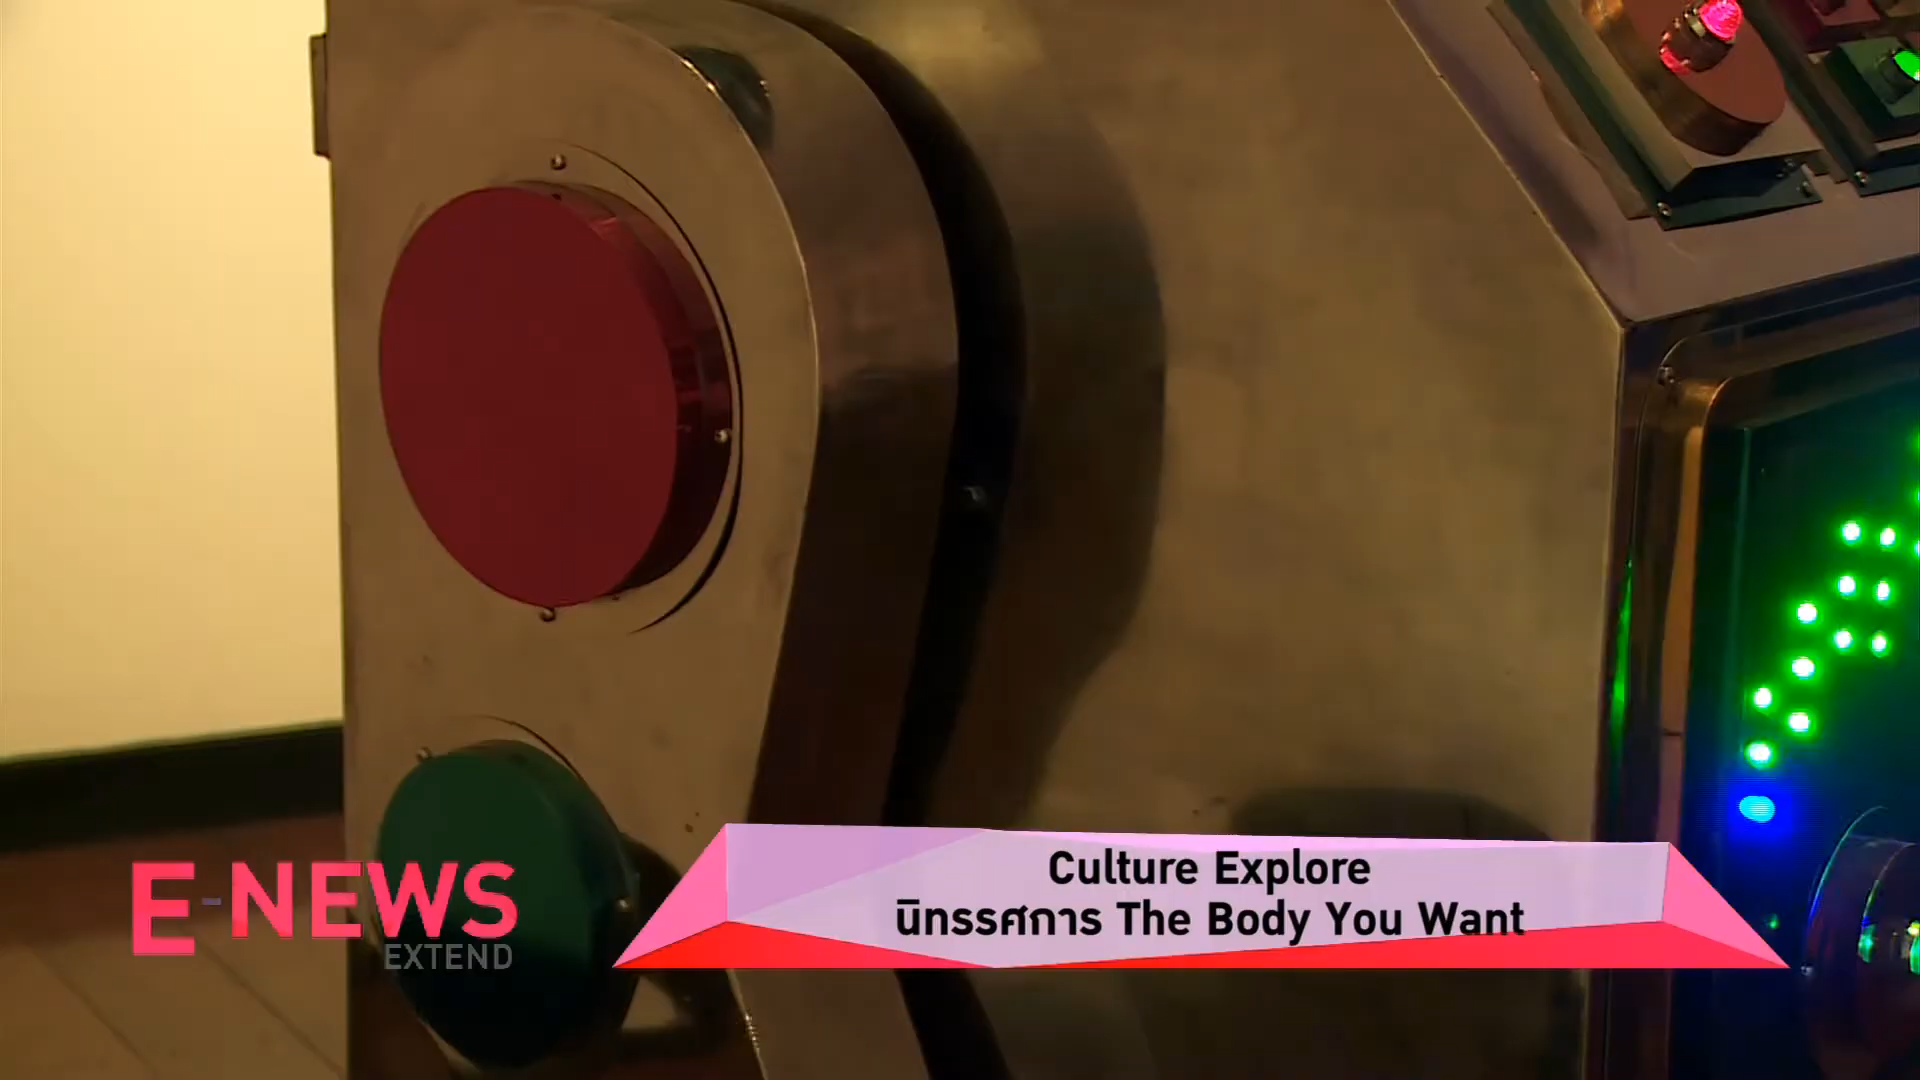 E-NEWS
EXTEND
Culture Explore
นิทรรศการ The Body You Want